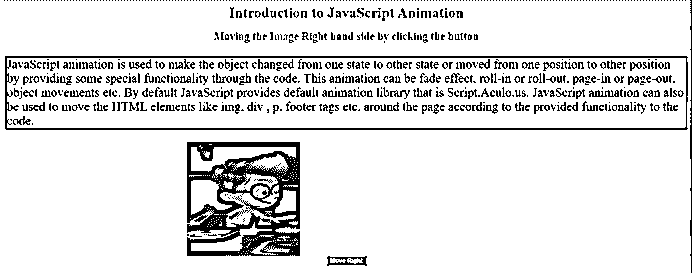 Introduction to JavaScript Animation
Moving the Image Right hand side by clicking the button
JavaScript animation is used to make the object changed from one state to other state or moved from one position to other position
by providing some special functionality through the code. This animation can be fade effect, roll-in or roll-out, page-in or page-out,
object movements etc. By default JavaScript provides default animation library that is Script.Aculo.us. JavaScript animation can also
be used to move the HTML elements like img, div , p, footer tags etc. around the page according to the provided functionality to the
code.
Move Right